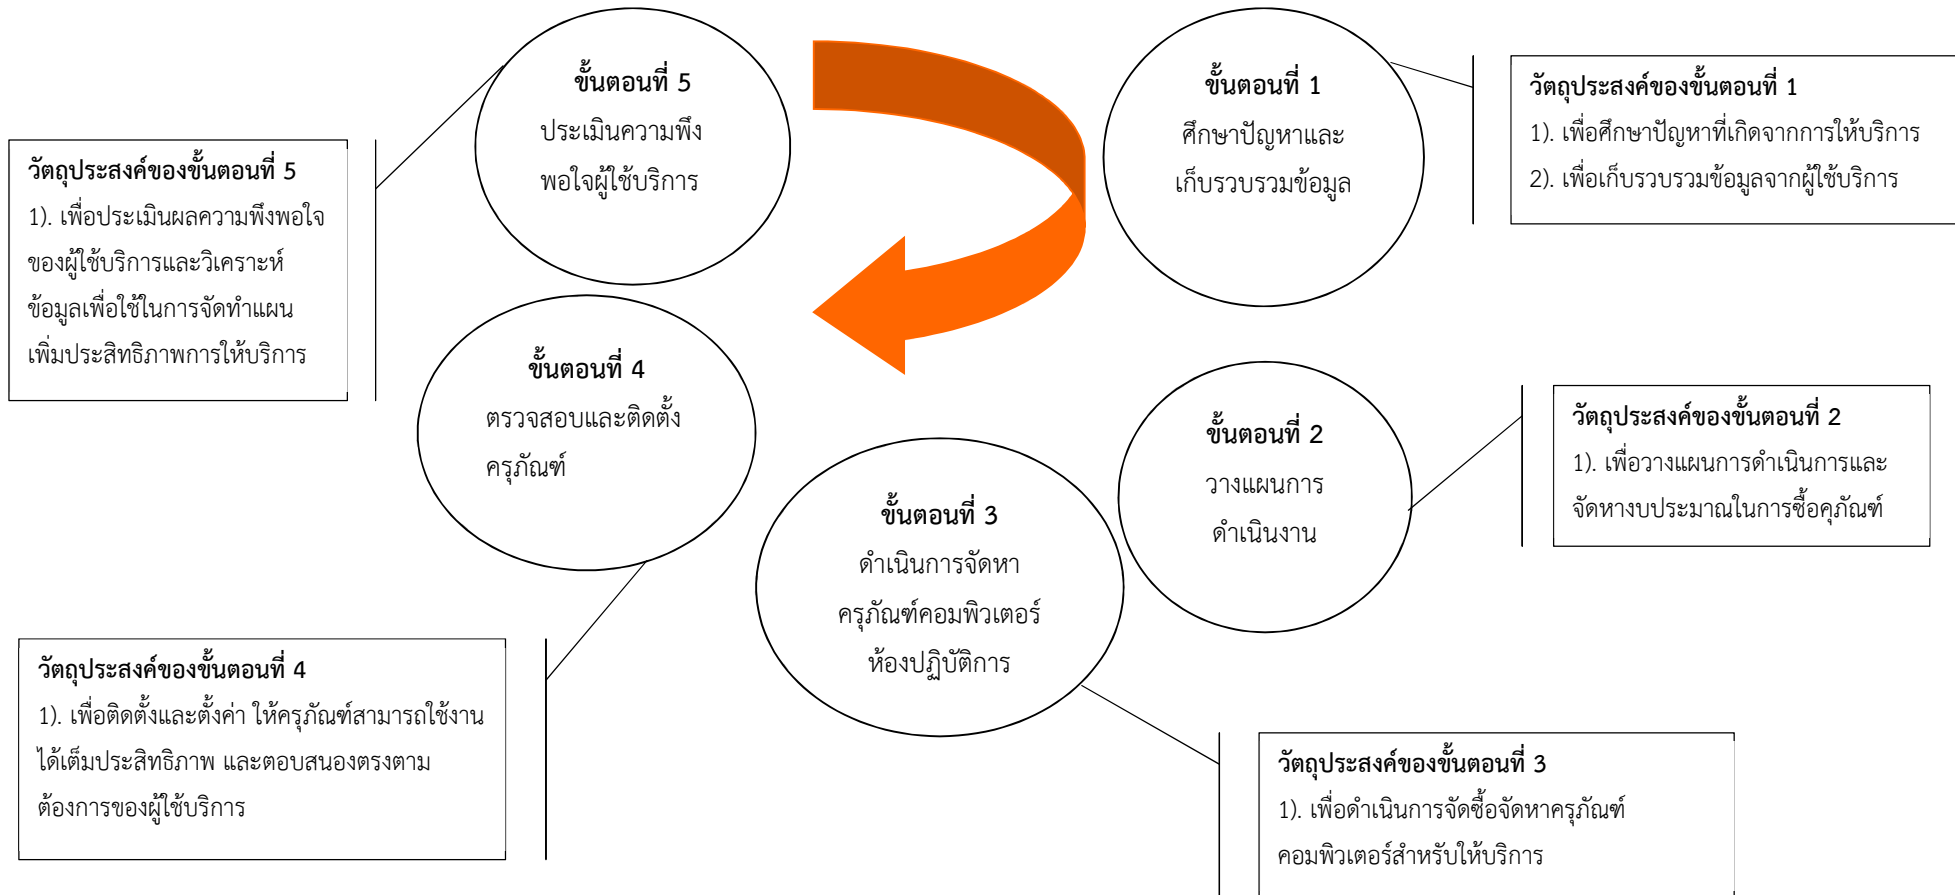 ขั้นตอนที่ 1
ศึกษาปัญหาและ
เก็บรวบรวมข้อมูล
วัตถุประสงค์ของขั้นตอนที่ 1
1). เพื่อศึกษาปัญหาที่เกิดจากการให้บริการ
2). เพื่อเก็บรวบรวมข้อมูลจากผู้ใช้บริการ
ขั้นตอนที่ 2
วางแผนการ
ดำเนินงาน
วัตถุประสงค์ของขั้นตอนที่ 2
1). เพื่อวางแผนการดำเนินการและ
จัดหางบประมาณในการซื้อคุภัณฑ์
ขั้นตอนที่ 3
ดำเนินการจัดหา
ครุภัณฑ์คอมพิวเตอร์
ห้องปฏิบัติการ
วัตถุประสงค์ของขั้นตอนที่ 3
1). เพื่อดำเนินการจัดซื้อจัดหาครุภัณฑ์
คอมพิวเตอร์สำหรับให้บริการ
ขั้นตอนที่ 4
ตรวจสอบและติดตั้ง
ครุภัณฑ์
วัตถุประสงค์ของขั้นตอนที่ 4
1). เพื่อติดตั้งและตั้งค่า ให้ครุภัณฑ์สามารถใช้งาน
ได้เต็มประสิทธิภาพ และตอบสนองตรงตาม
ต้องการของผู้ใช้บริการ
ขั้นตอนที่ 5
ประเมินความพึง
พอใจผู้ใช้บริการ
วัตถุประสงค์ของขั้นตอนที่ 5
1). เพื่อประเมินผลความพึงพอใจ
ของผู้ใช้บริการและวิเคราะห์
ข้อมูลเพื่อใช้ในการจัดทำแผน
เพิ่มประสิทธิภาพการให้บริการ